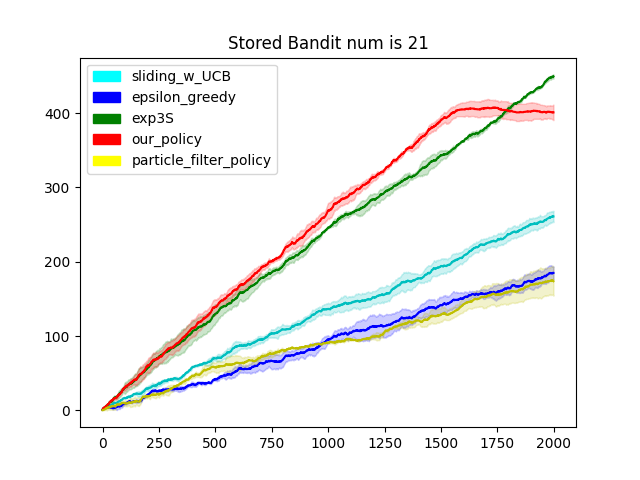 Stored Bandit num is 21
sliding_w_UCB
epsilon_greedy
exp3S
our_policy
particle_filter_policy
400
300
200
100
0
0 250 500 750 1000 1250 1500 1750 2000